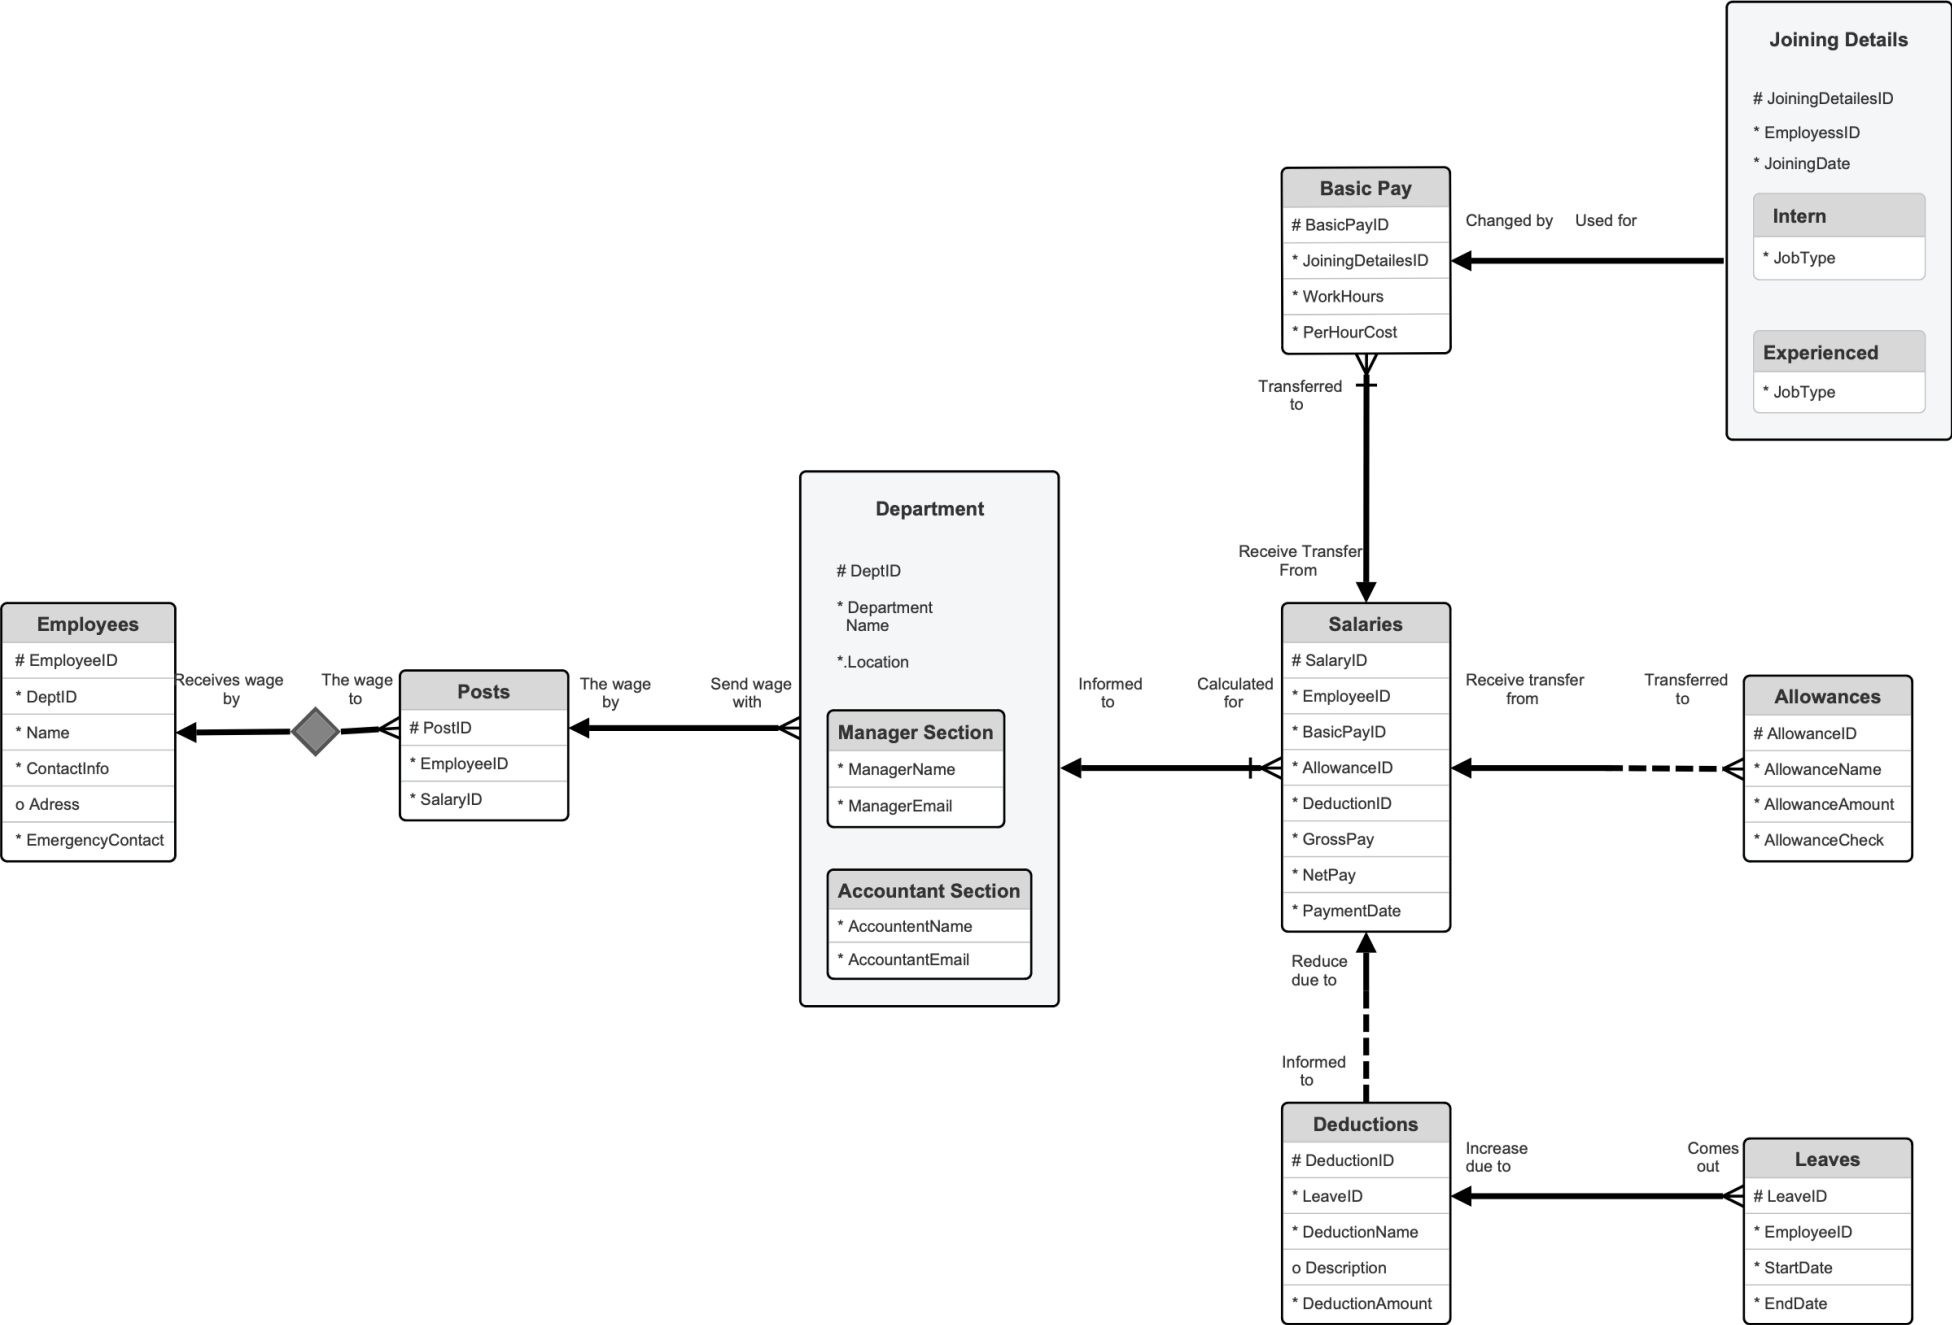 Joining Details
# JoiningDetailesID
* EmployessID
* JoiningDate
Intern
* JobType
Experienced
* JobType
Basic Pay
# BasicPayID
* JoiningDetailesID
* WorkHours
* PerHourCost
Changed by
Used for
Transferred
to
Receive Transfer
From
Department
# DeptID
* Department
Name
*.Location
Manager Section
* ManagerName
* ManagerEmail
Accountant Section
* AccountentName
* AccountantEmail
Employees
# EmployeeID
* DeptID
* Name
* ContactInfo
o Adress
* EmergencyContact
Receives wage
by
The wage
to
Posts
# PostID
* EmployeeID
* SalaryID
The wage
by
Send wage
with
Informed
to
Calculated
for
Salaries
# SalaryID
* EmployeeID
* BasicPayID
* AllowanceID
* DeductionID
* GrossPay
* NetPay
* PaymentDate
Receive transfer
from
Transferred
to
Allowances
# AllowanceID
* AllowanceName
* AllowanceAmount
* AllowanceCheck
Reduce
due to
Informed
to
Deductions
# DeductionID
* LeaveID
* DeductionName
o Description
* DeductionAmount
Increase
due to
Comes
out
Leaves
# LeaveID
* EmployeeID
* StartDate
* EndDate